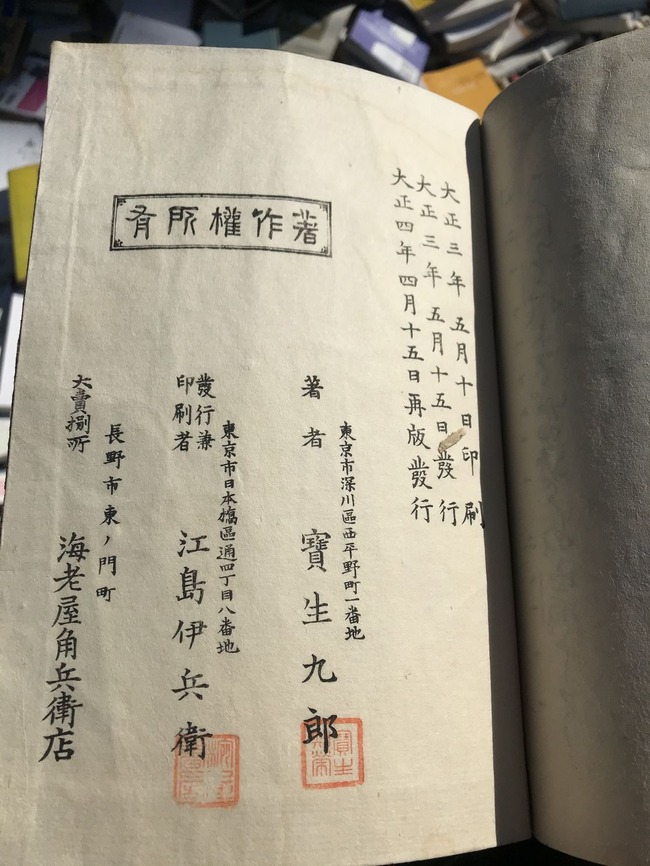 大正三年五月十日印刷
大正三年五月十五日發行
大正四年四月十五日再版發行
著作權所有
東京市深川區西平野町一番地
著者 寶生九郎
東京市日本橋區通四丁目八番地
發行兼印刷者 江島伊兵衛
長野市東ノ門町
大賣捌所 海老屋角兵衛店